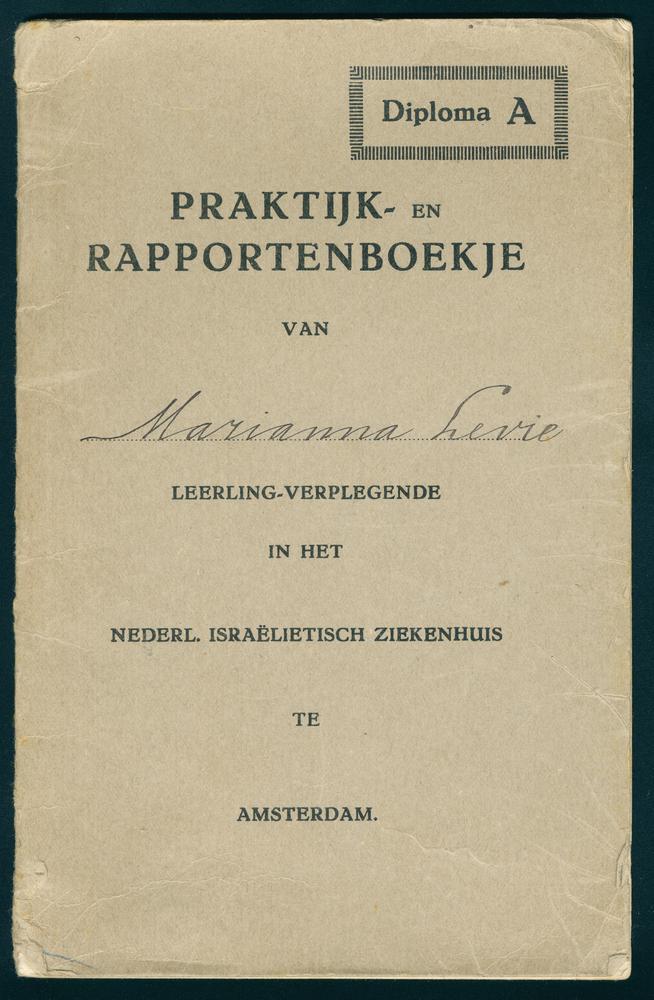 Diploma A
PRAKTIJK- EN
RAPPORTENBOEKJE
VAN
Marianna Levie
LEERLING-VERPLEGENDE
IN HET
NEDERL. ISRAËLIETISCH ZIEKENHUIS
TE
AMSTERDAM.